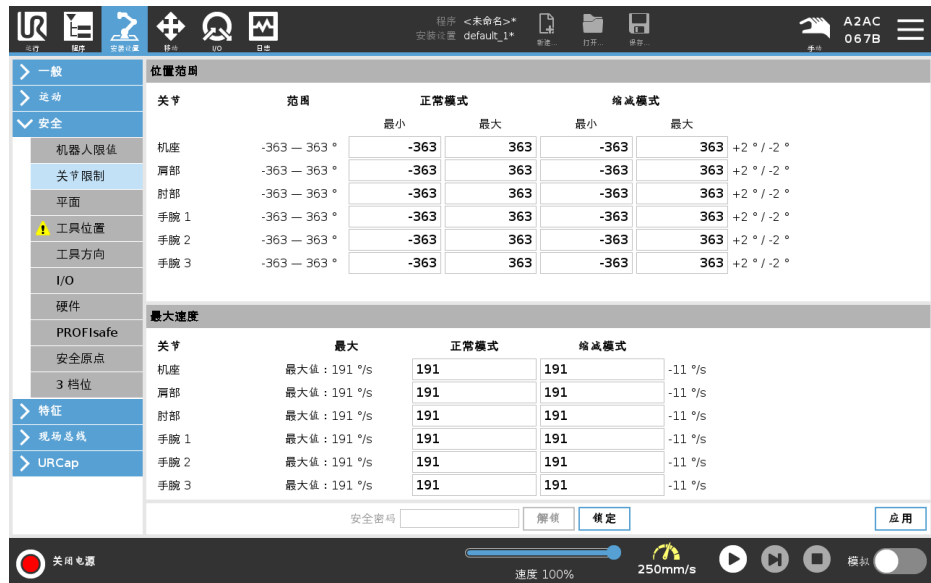 程序 <未命名>*
安装设置 default_1*
A2AC
067B
运行 程序 安装设置 移动 I/O 日志 新建... 打开... 保存... 手动
一般
运动
安全
机器人限值
关节限制
平面
工具位置
工具方向
I/O
硬件
PROFIsafe
安全原点
3 档位
特征
现场总线
URCap
位置范围
关节 范围 正常模式 缩减模式
最小 最大 最小 最大
机座 -363 — 363 ° -363 363 -363 363 +2 ° / -2 °
肩部 -363 — 363 ° -363 363 -363 363 +2 ° / -2 °
肘部 -363 — 363 ° -363 363 -363 363 +2 ° / -2 °
手腕 1 -363 — 363 ° -363 363 -363 363 +2 ° / -2 °
手腕 2 -363 — 363 ° -363 363 -363 363 +2 ° / -2 °
手腕 3 -363 — 363 ° -363 363 -363 363 +2 ° / -2 °
最大速度
关节 最大 正常模式 缩减模式
机座 最大值：191 °/s 191 191 -11 °/s
肩部 最大值：191 °/s 191 191 -11 °/s
肘部 最大值：191 °/s 191 191 -11 °/s
手腕 1 最大值：191 °/s 191 191 -11 °/s
手腕 2 最大值：191 °/s 191 191 -11 °/s
手腕 3 最大值：191 °/s 191 191 -11 °/s
安全密码 解锁 锁定 应用
关闭电源 速度 100% 250mm/s 模拟